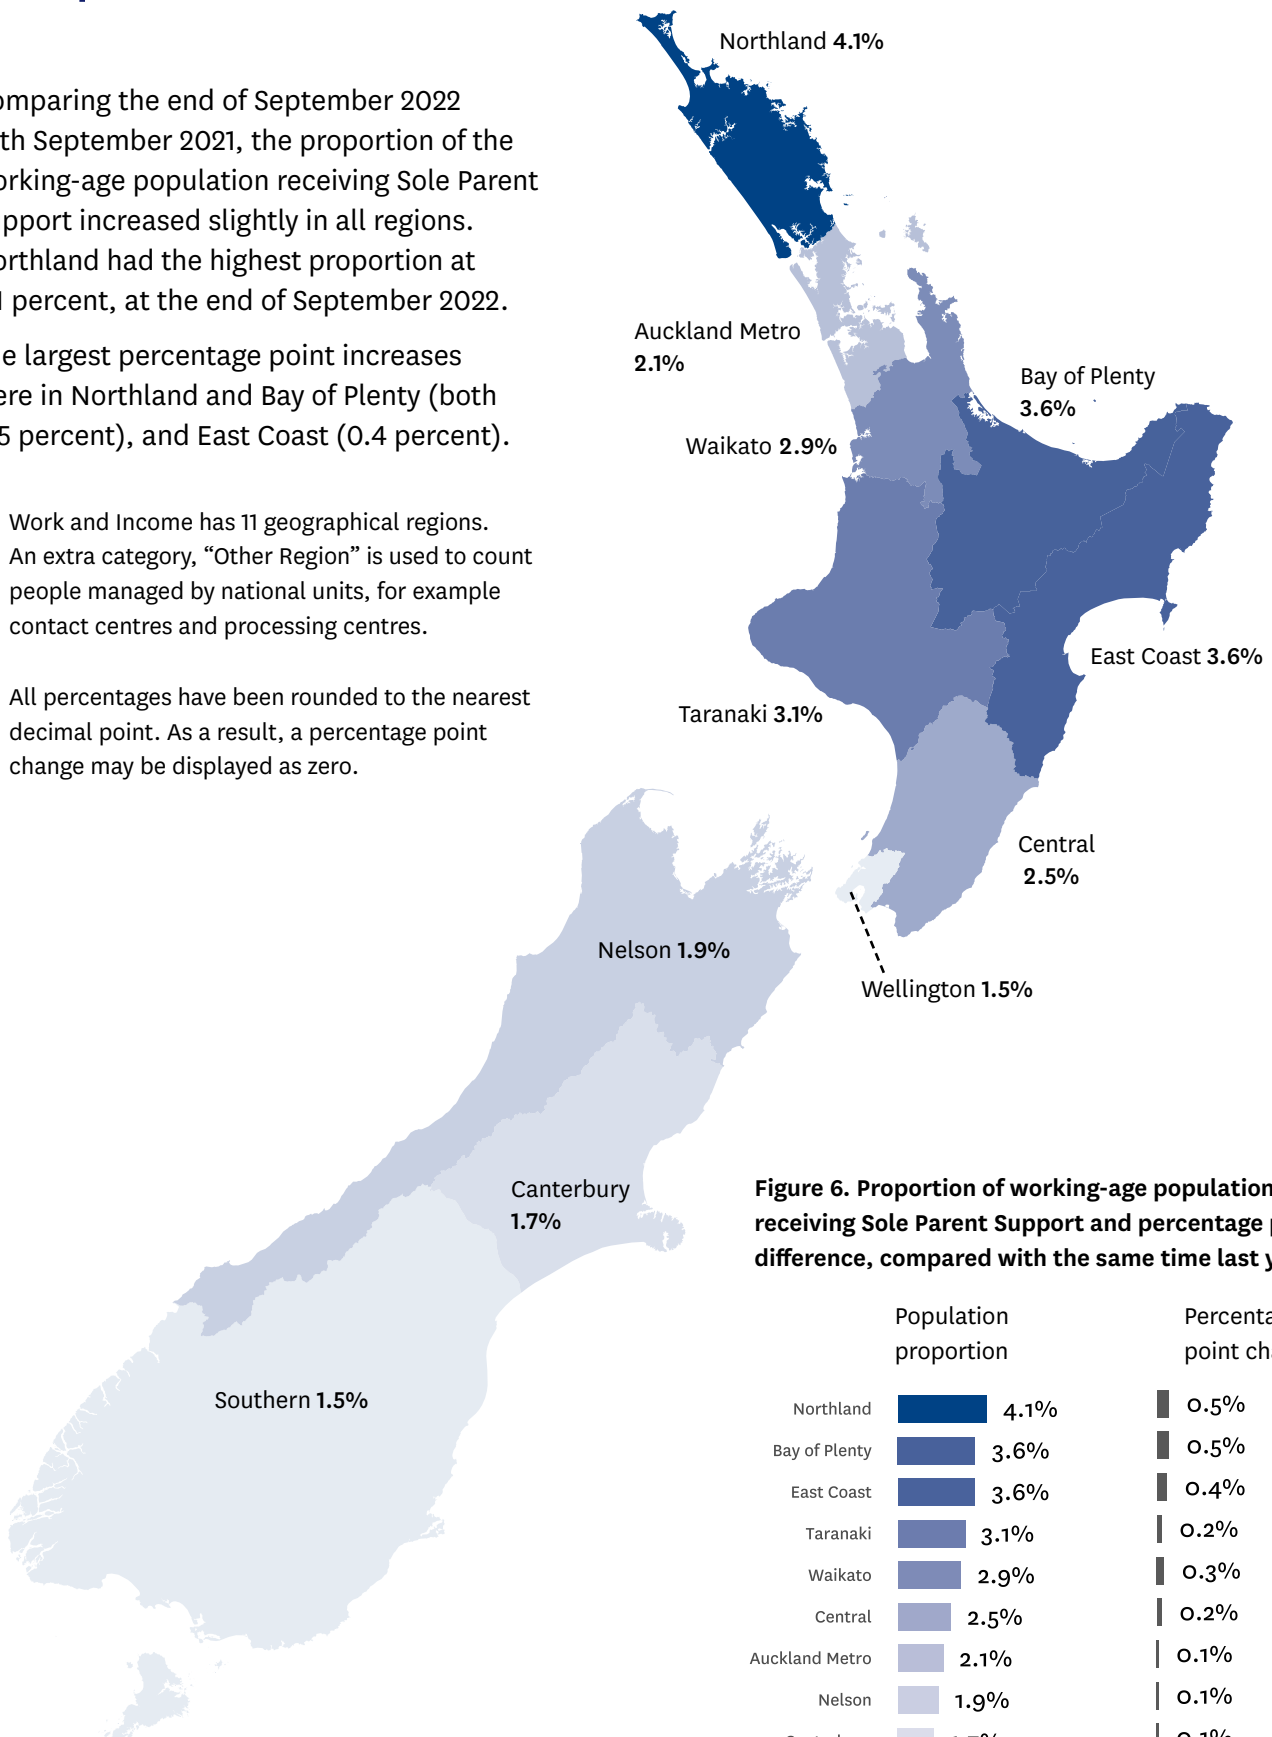 omparing the end of September 2022
th September 2021, the proportion of the
orking-age population receiving Sole Parent
pport increased slightly in all regions.
orthland had the highest proportion at
1 percent, at the end of September 2022.
e largest percentage point increases
ere in Northland and Bay of Plenty (both
5 percent), and East Coast (0.4 percent).
Work and Income has 11 geographical regions.
An extra category, “Other Region” is used to count
people managed by national units, for example
contact centres and processing centres.
All percentages have been rounded to the nearest
decimal point. As a result, a percentage point
change may be displayed as zero.
Northland 4.1%
Auckland Metro
2.1%
Bay of Plenty
3.6%
Waikato 2.9%
East Coast 3.6%
Taranaki 3.1%
Central
2.5%
Nelson 1.9%
Wellington 1.5%
Canterbury
1.7%
Southern 1.5%
Figure 6. Proportion of working-age population
receiving Sole Parent Support and percentage p
difference, compared with the same time last y
Population
proportion
Percenta
point cha
Northland 4.1% 0.5%
Bay of Plenty 3.6% 0.5%
East Coast 3.6% 0.4%
Taranaki 3.1% 0.2%
Waikato 2.9% 0.3%
Central 2.5% 0.2%
Auckland Metro 2.1% 0.1%
Nelson 1.9% 0.1%